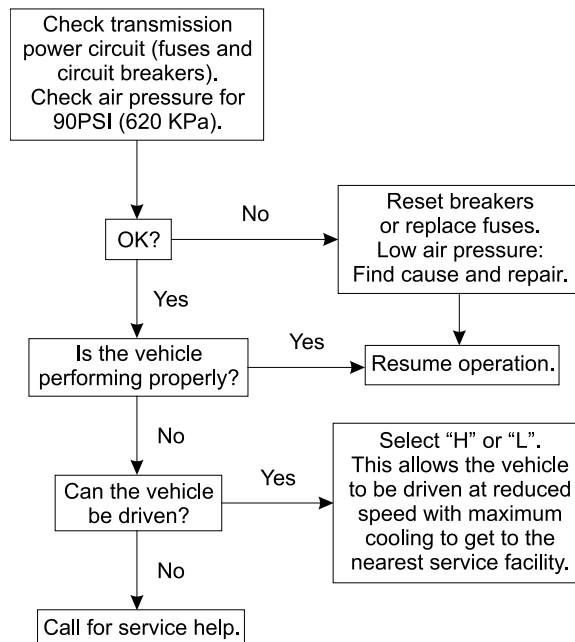 Check transmission
power circuit (fuses and
circuit breakers).
Check air pressure for
90PSI (620 KPa).
No
Reset breakers
or replace fuses.
Low air pressure:
Find cause and repair.
OK?
Yes
Is the vehicle
performing properly?
Yes
Resume operation.
No
Select “H” or “L”.
This allows the vehicle
to be driven at reduced
speed with maximum
cooling to get to the
nearest service facility.
Yes
Can the vehicle
be driven?
No
Call for service help.